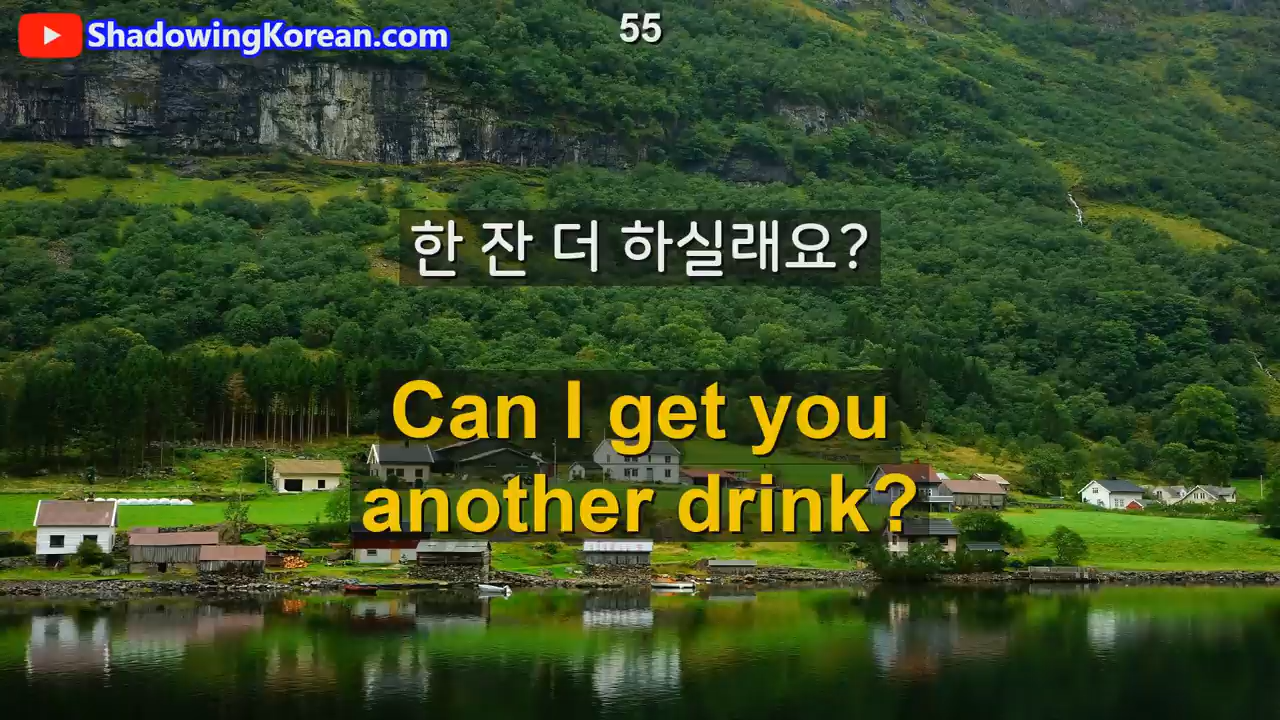 ShadowingKorean.com
55
한 잔 더 하실래요?
Can I get you
another drink?